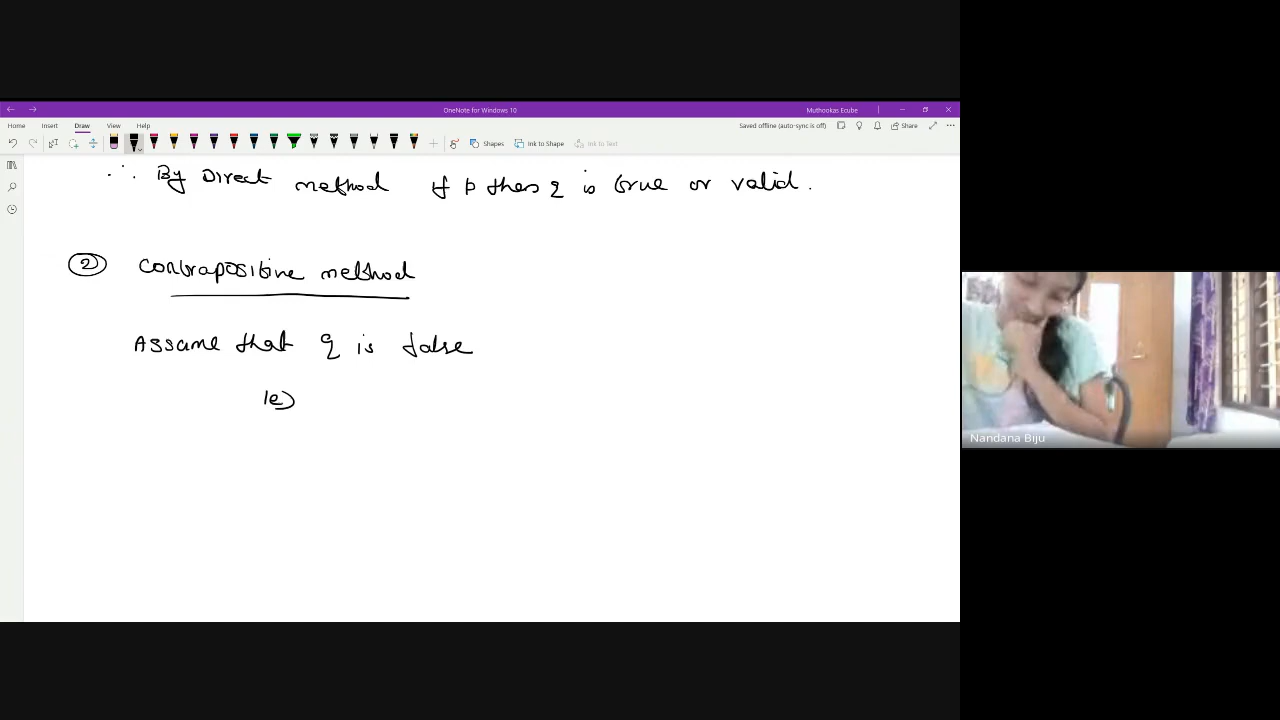 OneNote for Windows 10
Muthookas Ecube
Home Insert Draw View Help
Saved offline (auto-sync is off) Share
Shapes Ink to Shape Ink to Text
∴ By Direct method if p then q is true or valid.
② Contrapositive method
Assume that q is false
ie)
Nandana Biju